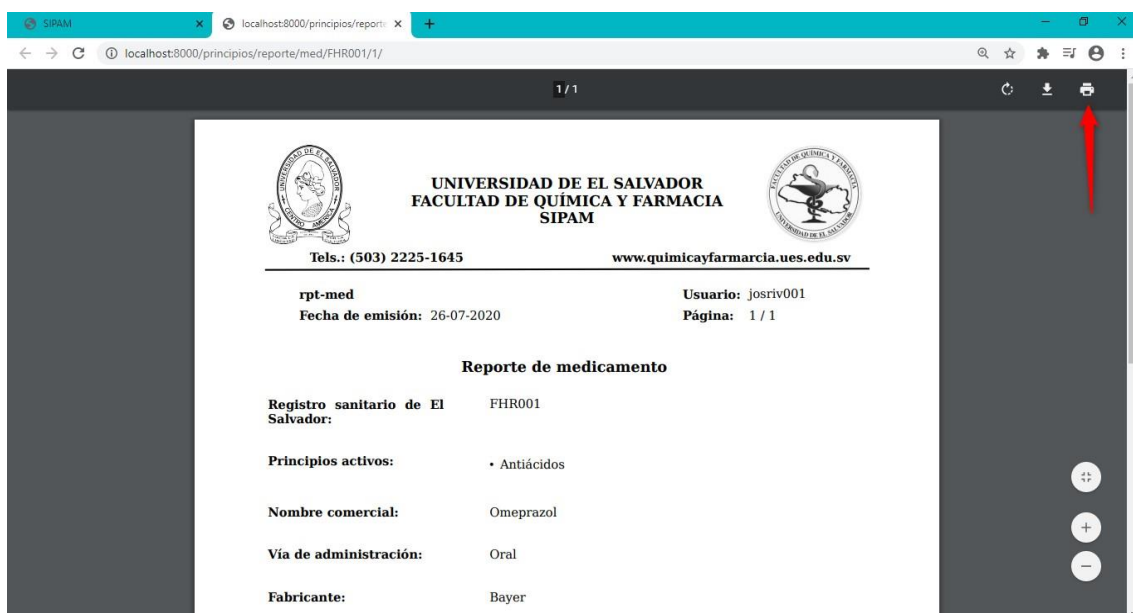 SIPAM
localhost:8000/principios/reporte
localhost:8000/principios/reporte/med/FHR001/1/
1 / 1
UNIVERSIDAD DE EL SALVADOR
FACULTAD DE QUÍMICA Y FARMACIA
SIPAM
Tels.: (503) 2225-1645 www.quimicayfarmarcia.ues.edu.sv
rpt-med Usuario: josriv001
Fecha de emisión: 26-07-2020 Página: 1 / 1
Reporte de medicamento
Registro sanitario de El FHR001
Salvador:
Principios activos: • Antiácidos
Nombre comercial: Omeprazol
Vía de administración: Oral
Fabricante: Bayer